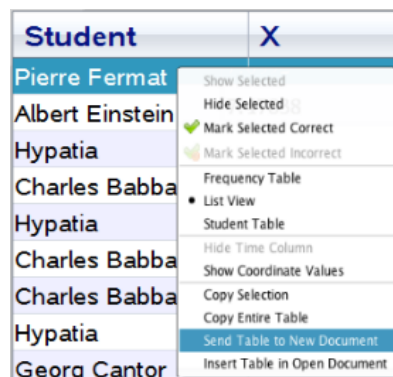 Student X
Pierre Fermat
Albert Einstein
Hypatia
Charles Babba
Hypatia
Charles Babba
Charles Babba
Hypatia
Georg Cantor
Show Selected
Hide Selected
Mark Selected Correct
Mark Selected Incorrect
Frequency Table
List View
Student Table
Hide Time Column
Show Coordinate Values
Copy Selection
Copy Entire Table
Send Table to New Document
Insert Table in Open Document